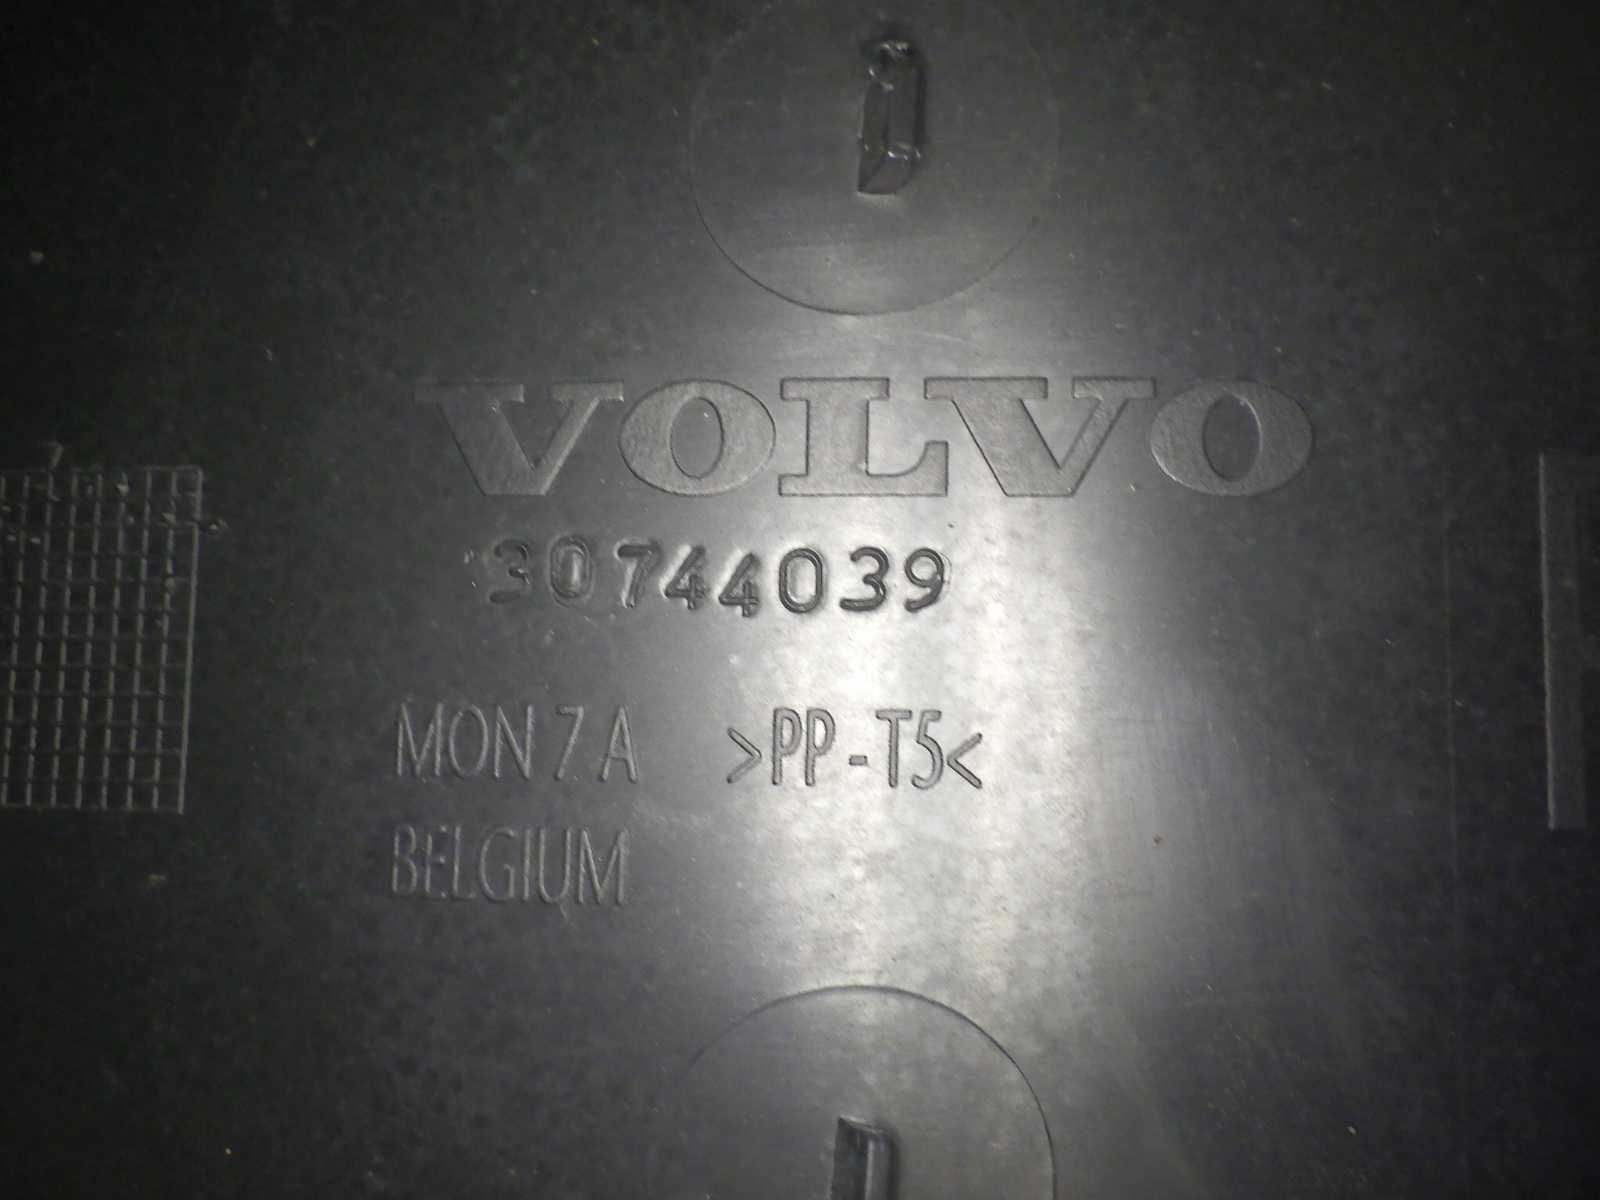 VOLVO
30744039
MON 7 A >PP-T5<
BELGIUM